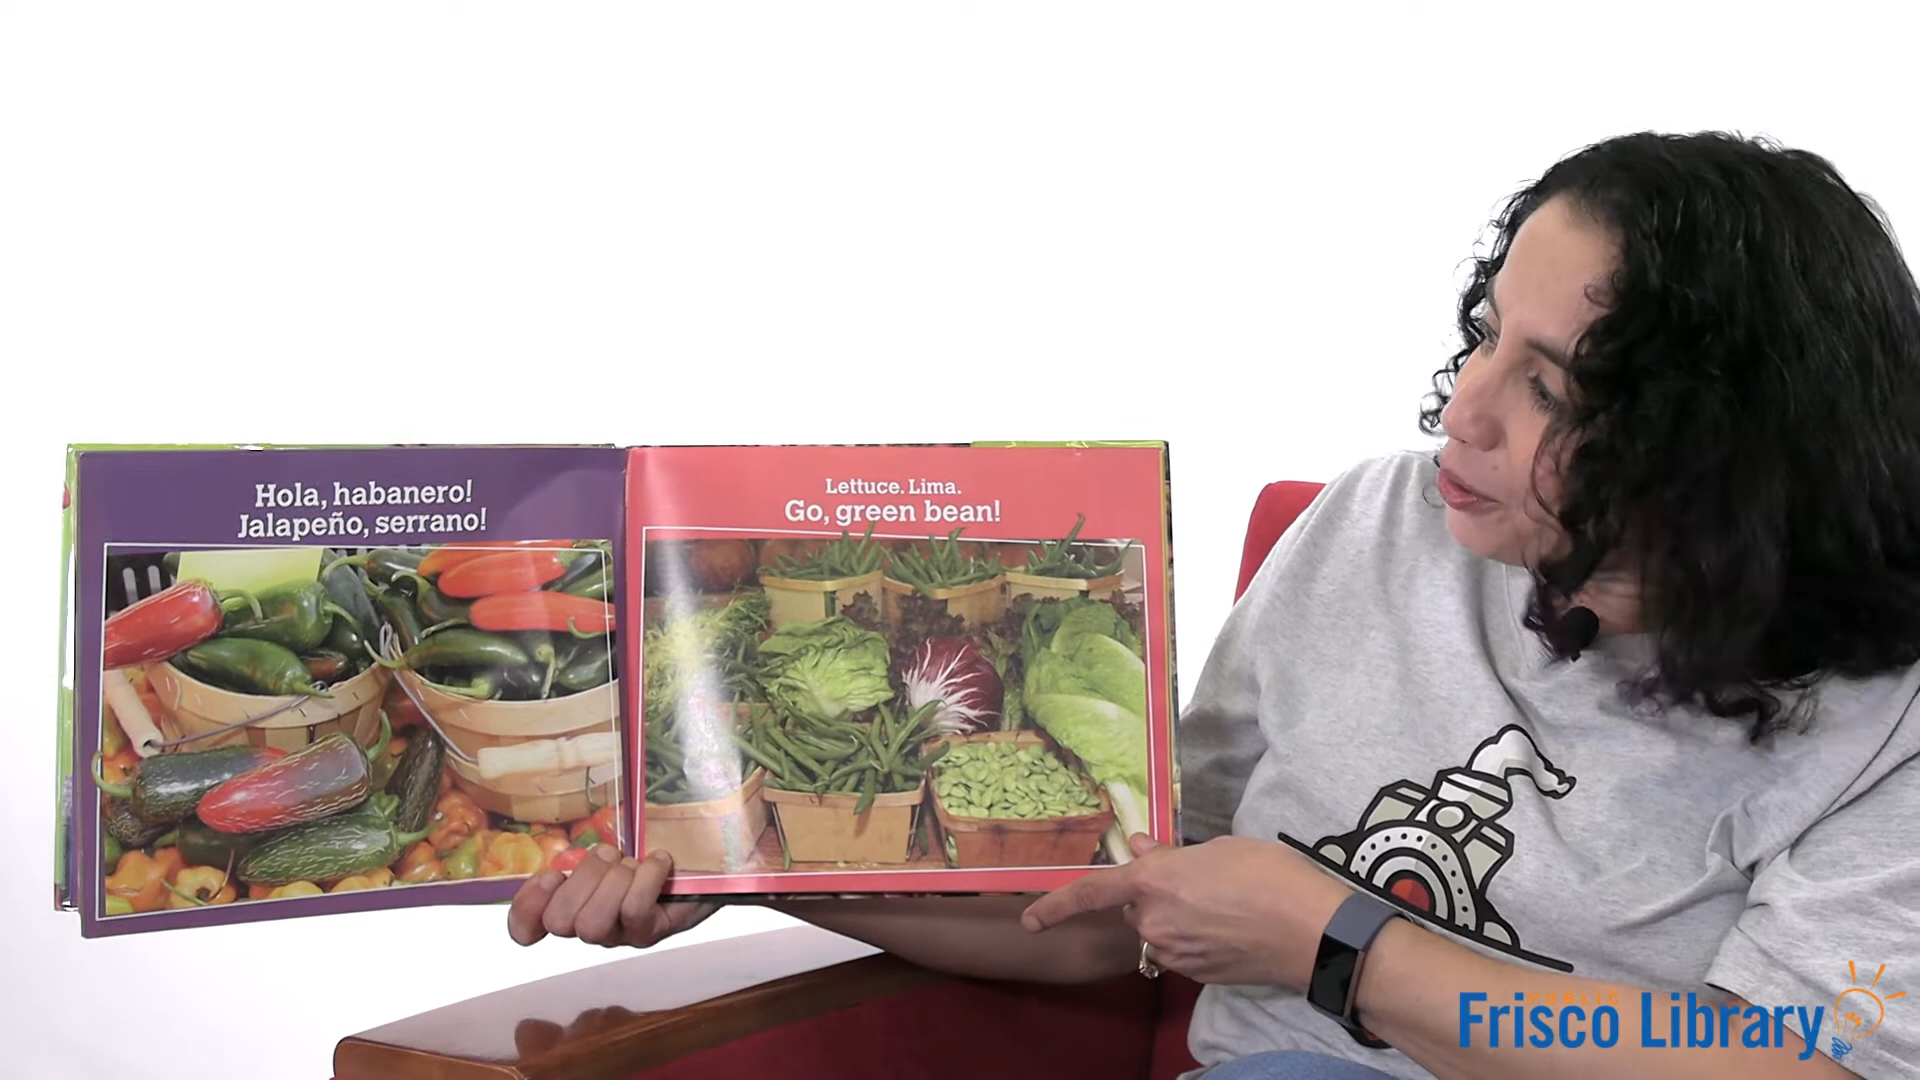 Hola, habanero!
Jalapeño, serrano!
Lettuce. Lima.
Go, green bean!
PUBLIC
Frisco Library